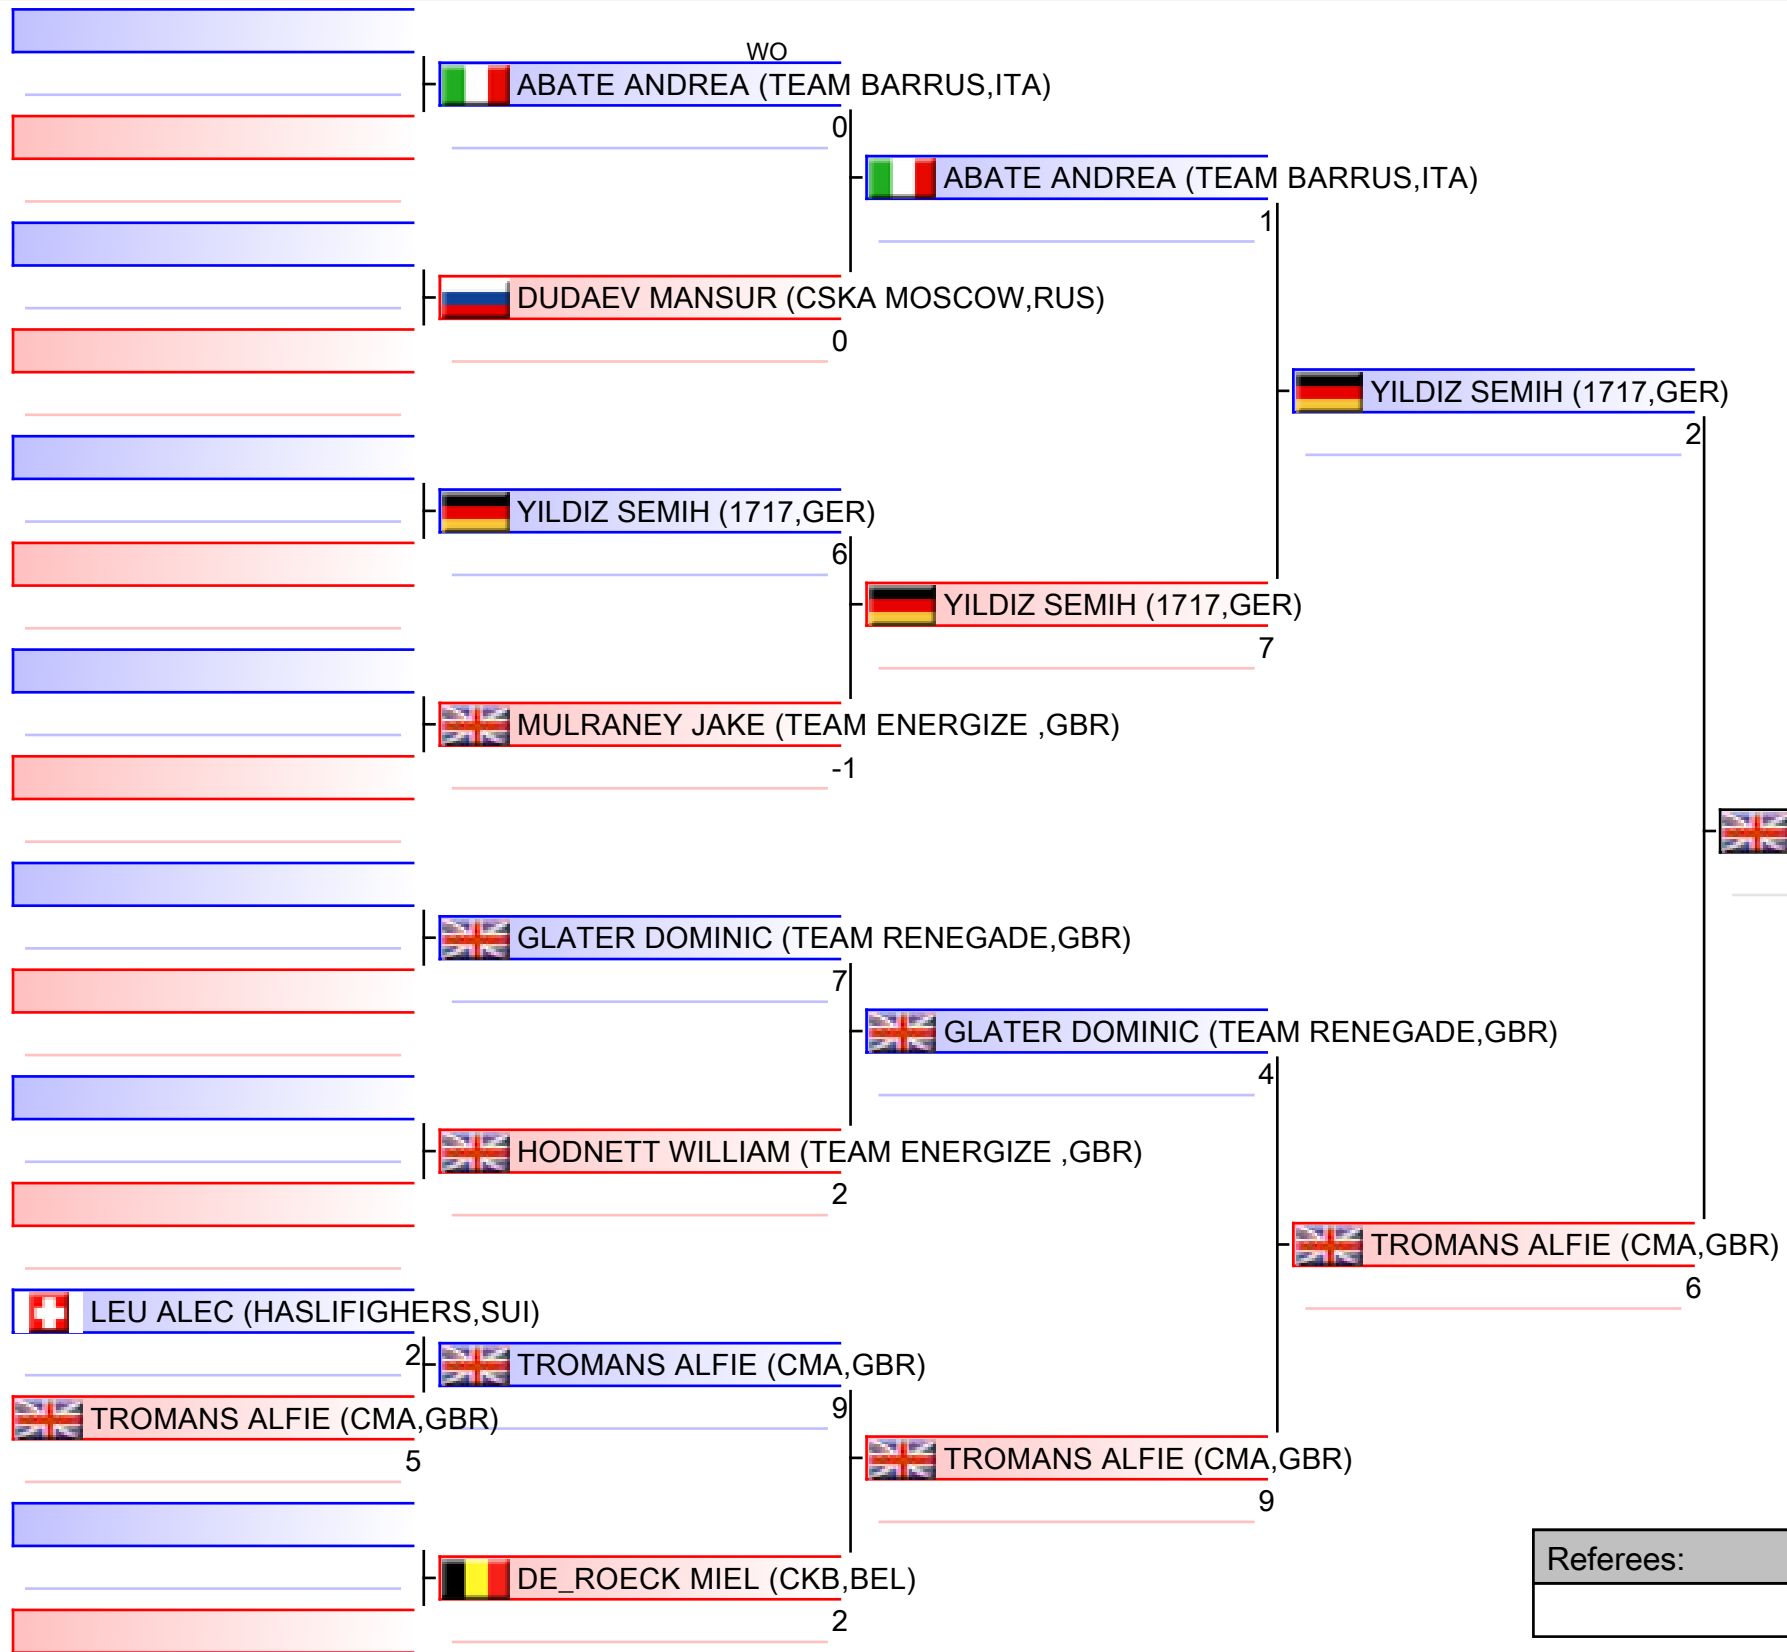 WO
ABATE ANDREA (TEAM BARRUS,ITA)
0
ABATE ANDREA (TEAM BARRUS,ITA)
1
DUDAEV MANSUR (CSKA MOSCOW,RUS)
0
YILDIZ SEMIH (1717,GER)
2
YILDIZ SEMIH (1717,GER)
6
YILDIZ SEMIH (1717,GER)
7
MULRANEY JAKE (TEAM ENERGIZE ,GBR)
-1
GLATER DOMINIC (TEAM RENEGADE,GBR)
7
GLATER DOMINIC (TEAM RENEGADE,GBR)
4
HODNETT WILLIAM (TEAM ENERGIZE ,GBR)
2
TROMANS ALFIE (CMA,GBR)
6
LEU ALEC (HASLIFIGHERS,SUI)
2
TROMANS ALFIE (CMA,GBR)
9
TROMANS ALFIE (CMA,GBR)
5
TROMANS ALFIE (CMA,GBR)
9
DE_ROECK MIEL (CKB,BEL)
2
Referees: